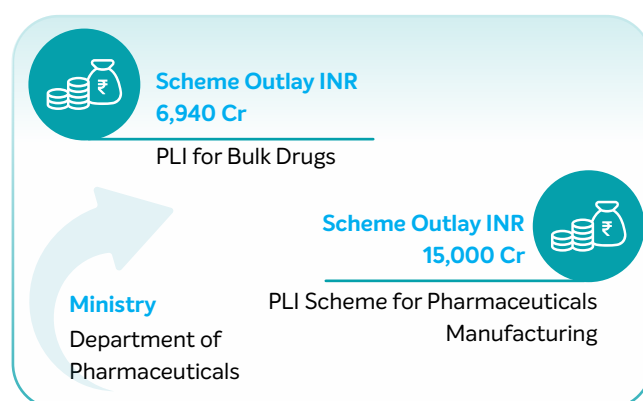 Scheme Outlay INR
6,940 Cr
PLI for Bulk Drugs
Scheme Outlay INR
15,000 Cr
PLI Scheme for Pharmaceuticals
Manufacturing
Ministry
Department of
Pharmaceuticals